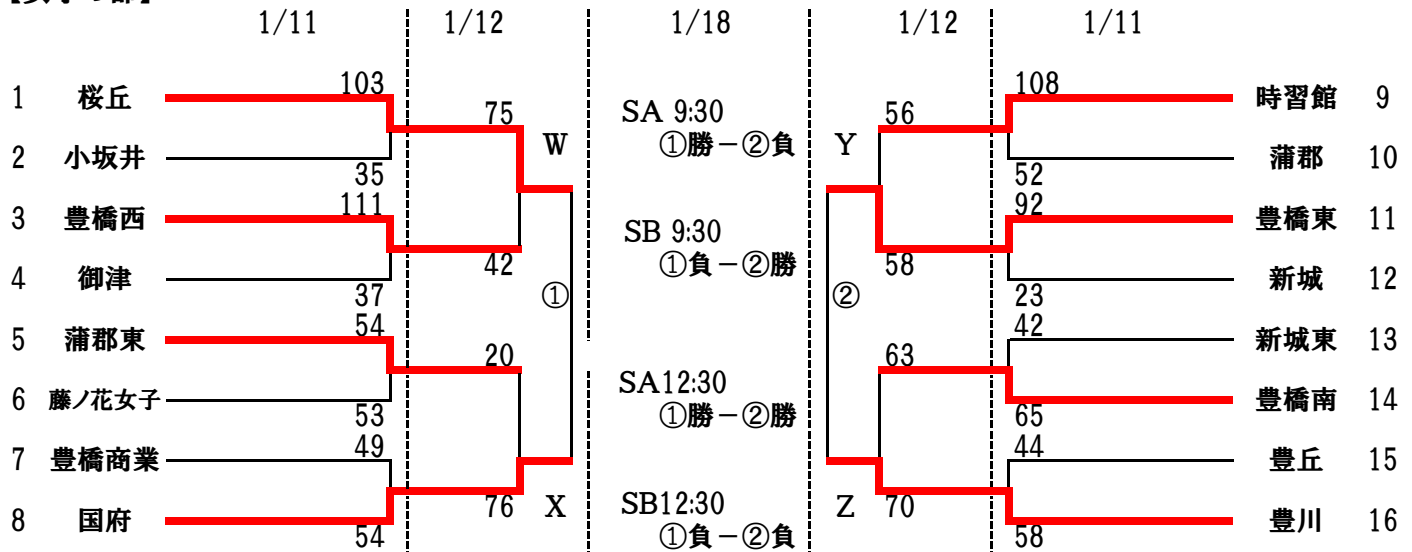 1/11 1/12 1/18 1/12 1/11
103 108
1 桜丘 75 SA 9:30 56 時習館 9
W ①勝－②負 Y
2 小坂井 蒲郡 10
35 52
111 92
3 豊橋西 SB 9:30 豊橋東 11
42 ①負－②勝 58
4 御津 新城 12
37 ① ② 23
54 42
5 蒲郡東 新城東 13
20 63
SA12:30
6 藤ノ花女子 ①勝－②勝 豊橋南 14
53 65
49 44
7 豊橋商業 豊丘 15
76 X SB12:30 Z 70
8 国府 ①負－②負 豊川 16
54 58